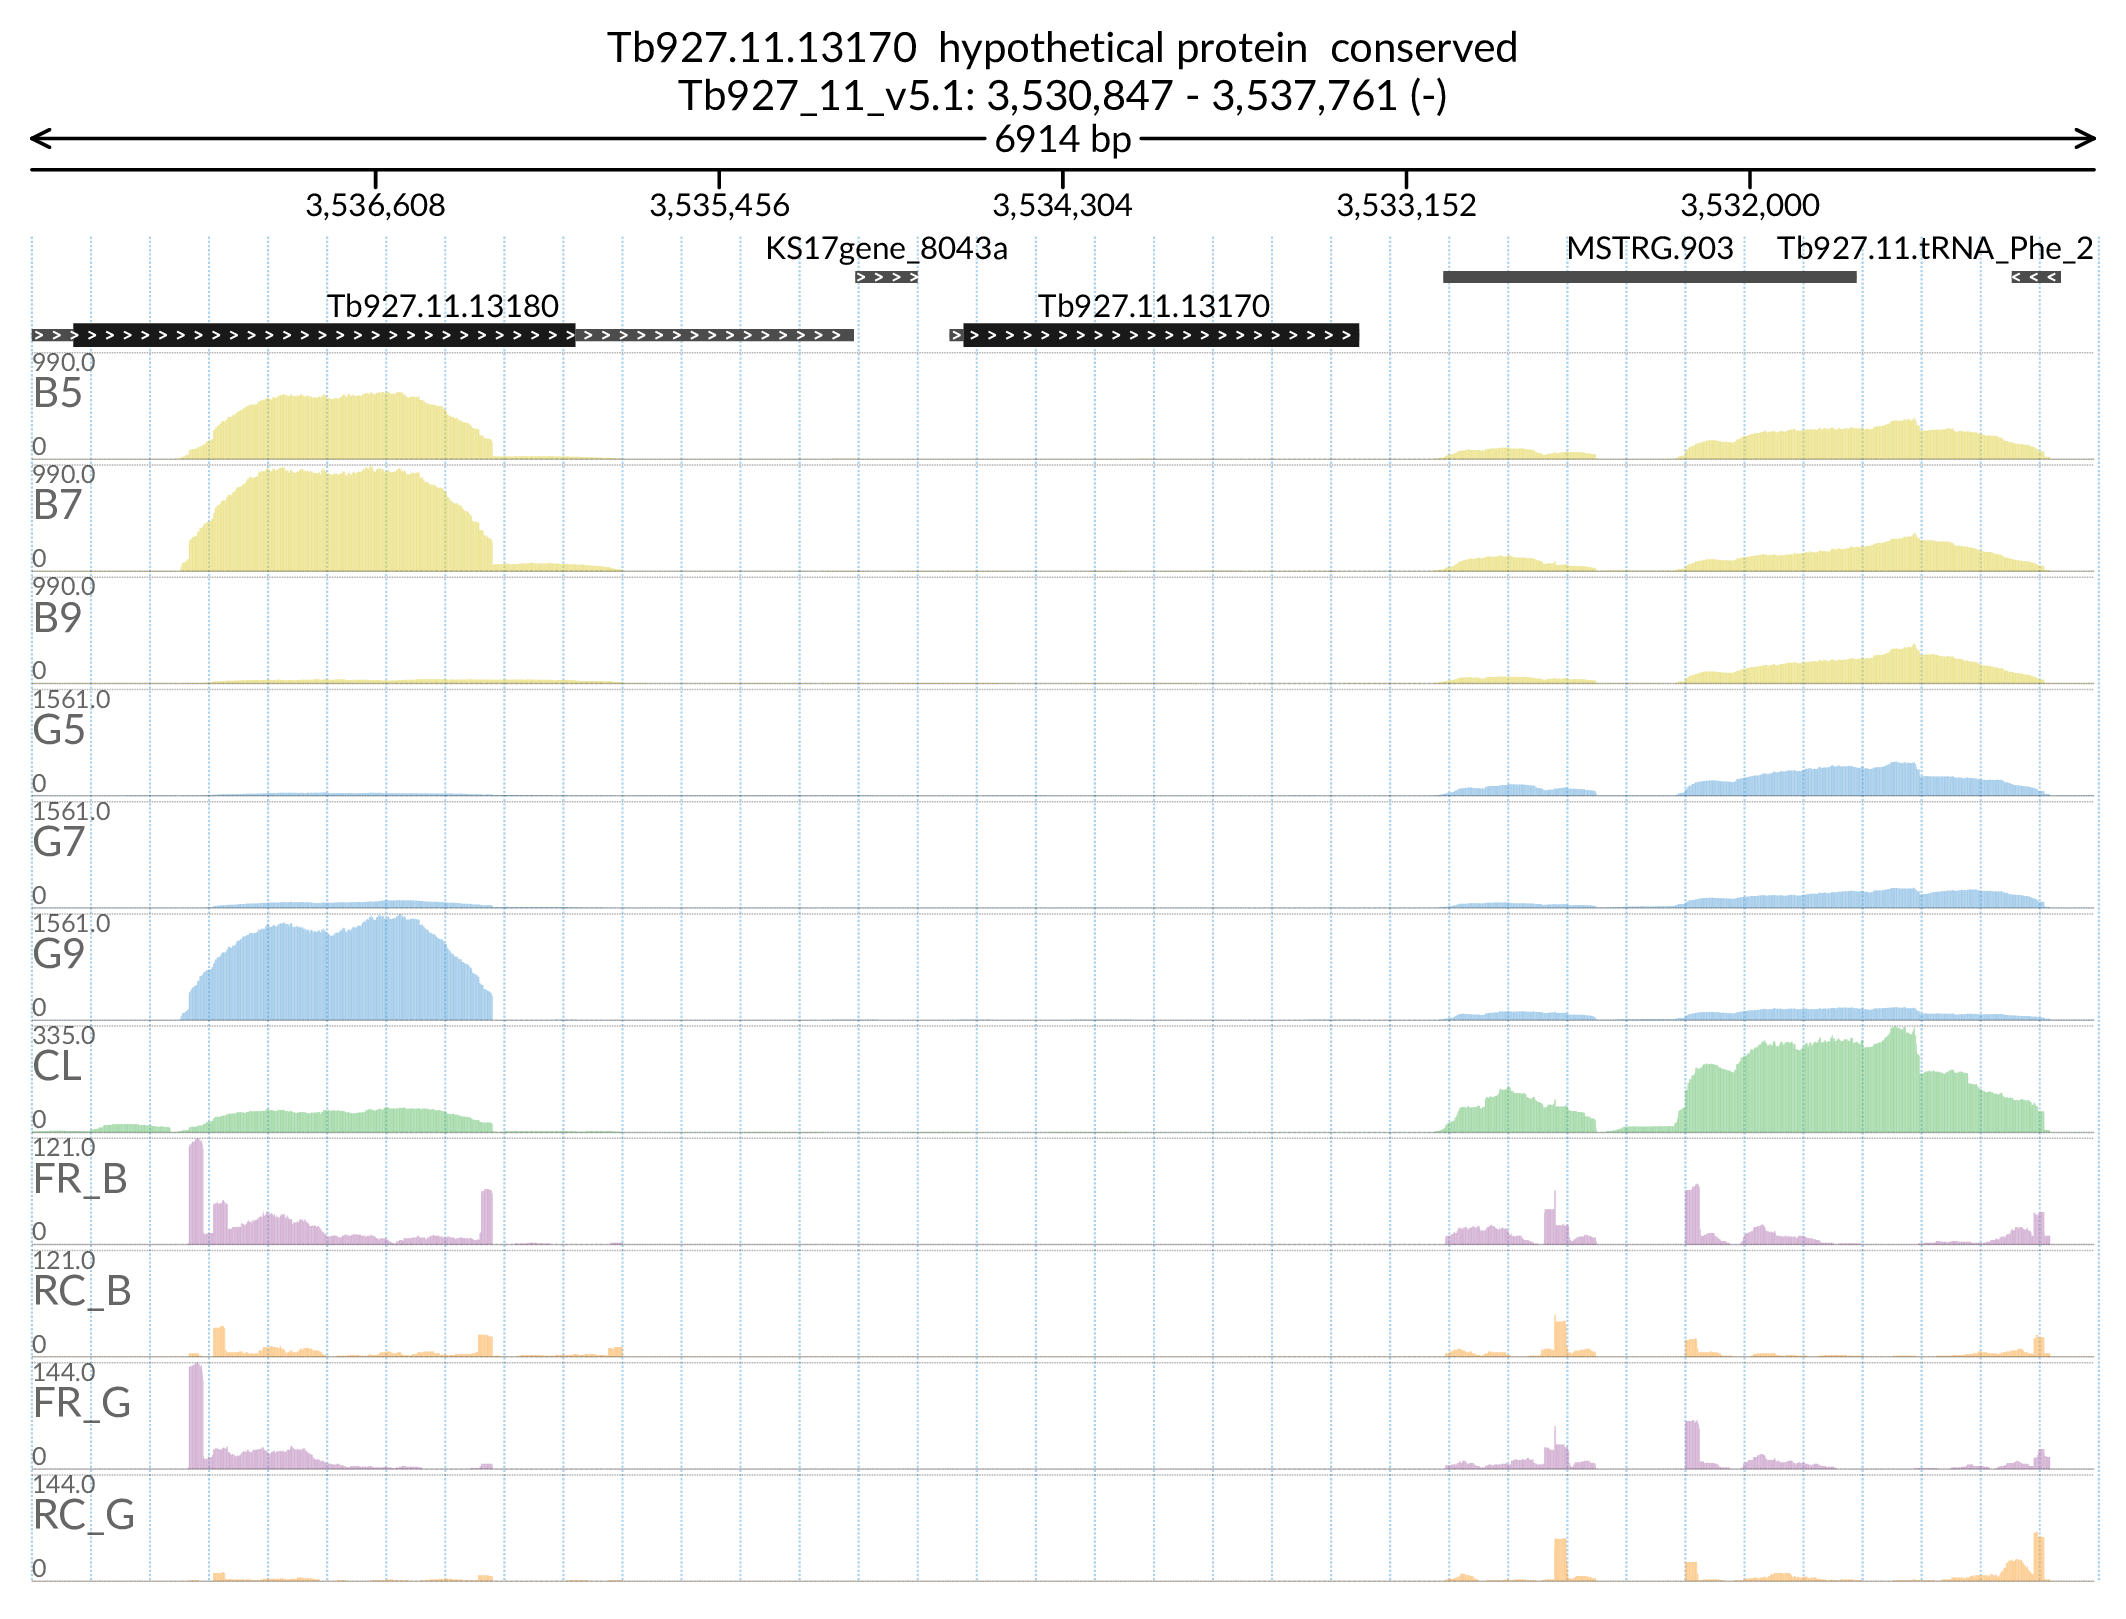 Tb927.11.13170  hypothetical protein  conserved
Tb927_11_v5.1: 3,530,847 - 3,537,761 (-)
6914 bp
3,536,608 3,535,456 3,534,304 3,533,152 3,532,000
KS17gene_8043a MSTRG.903 Tb927.11.tRNA_Phe_2
Tb927.11.13180 Tb927.11.13170
990.0
B5
0
990.0
B7
0
990.0
B9
0
1561.0
G5
0
1561.0
G7
0
1561.0
G9
0
335.0
CL
0
121.0
FR_B
0
121.0
RC_B
0
144.0
FR_G
0
144.0
RC_G
0